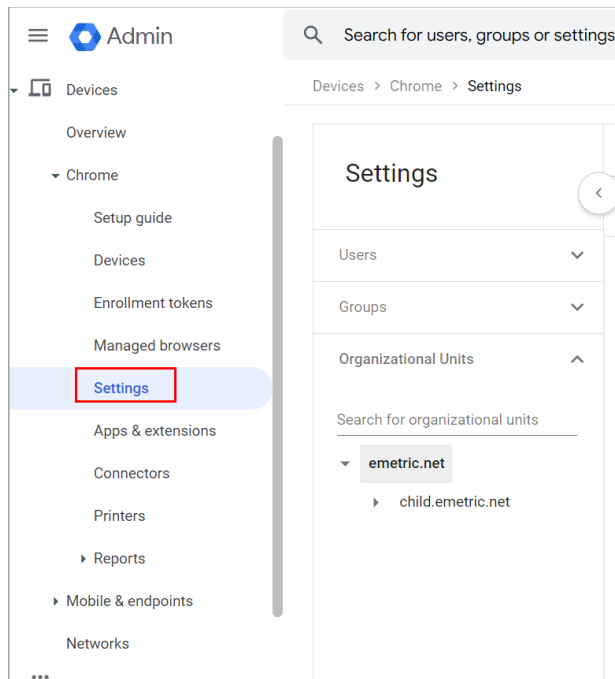 Admin
Search for users, groups or settings
Devices
Overview
Chrome
Setup guide
Devices
Enrollment tokens
Managed browsers
Settings
Apps & extensions
Connectors
Printers
Reports
Mobile & endpoints
Networks
Devices > Chrome > Settings
Settings
Users
Groups
Organizational Units
Search for organizational units
emetric.net
child.emetric.net